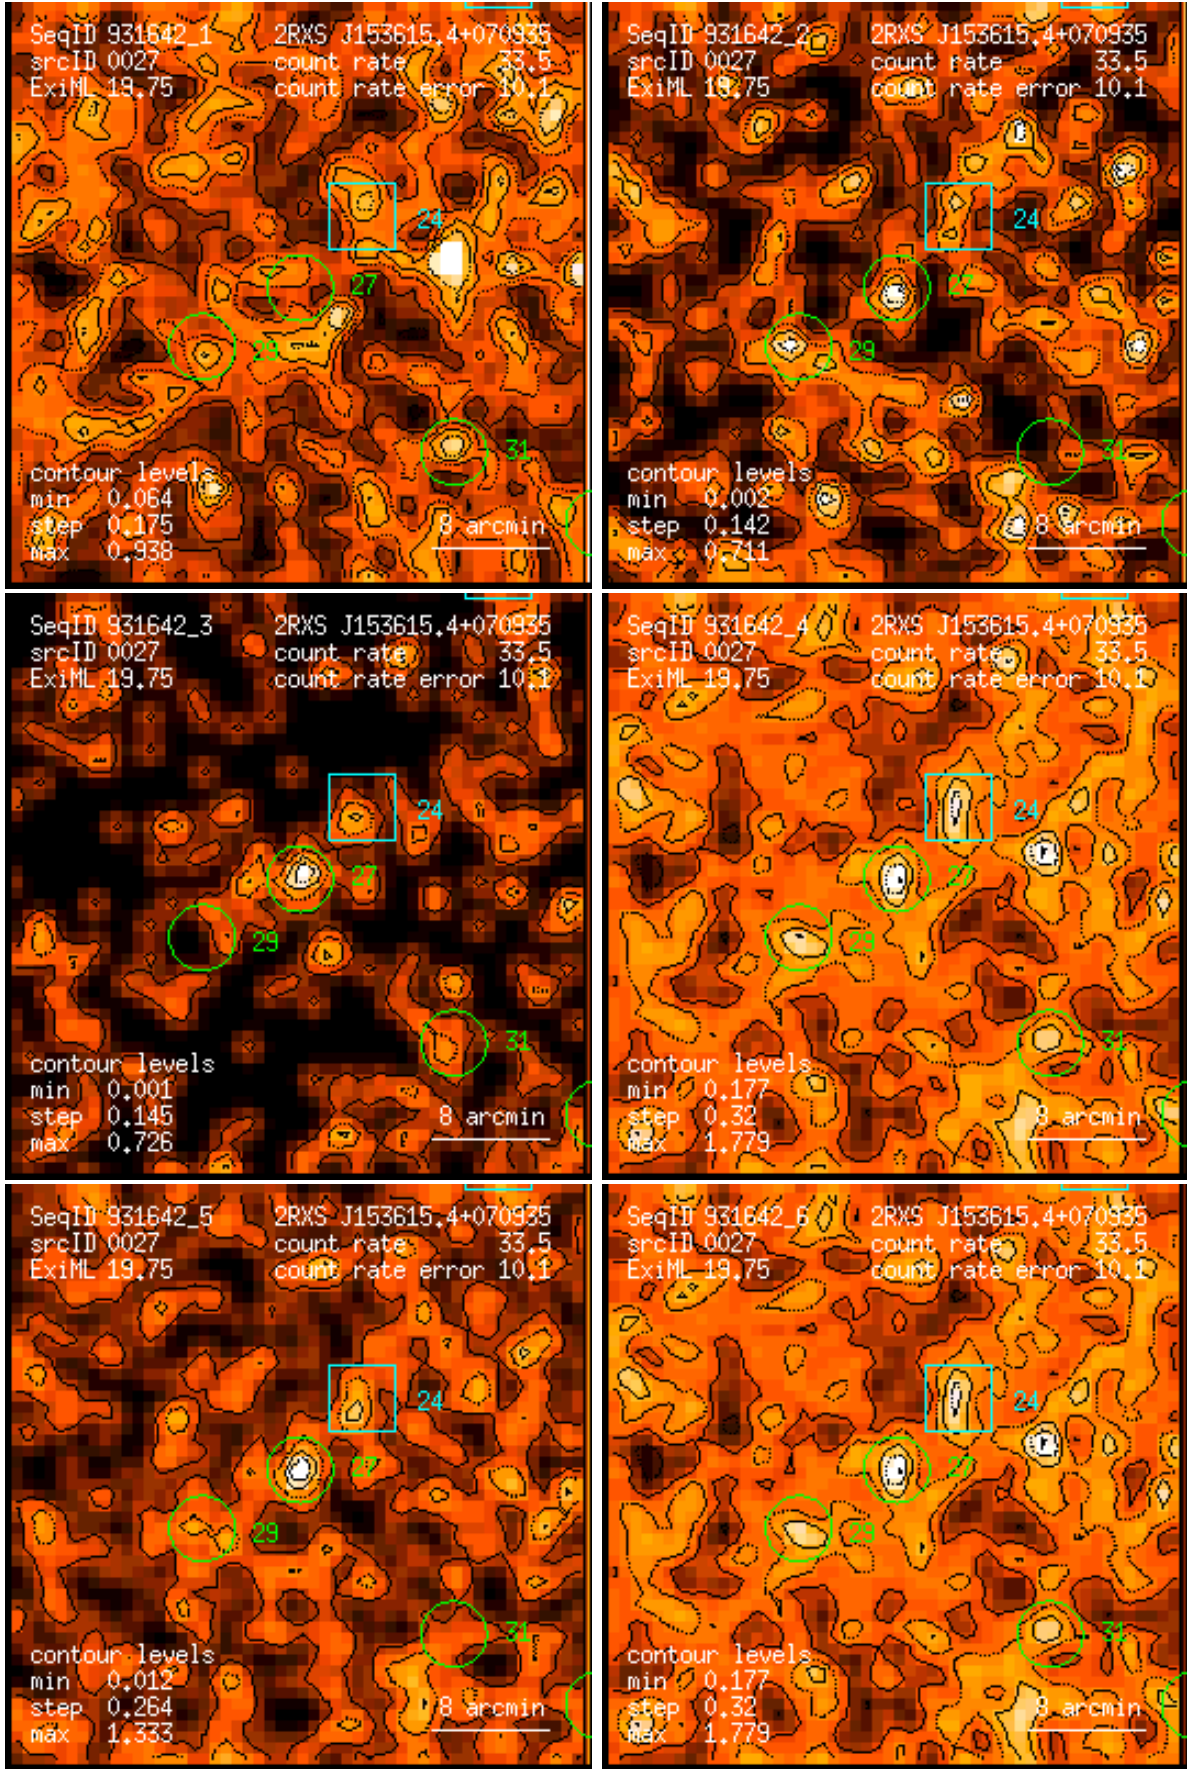 SeqID 931642_1 2RXS J153615.4+070935
srcID 0027 count rate 33.5
ExiML 19.75 count rate error 10.1
24
27
29
31
contour levels
min 0.064
step 0.175 8 arcmin
max 0.938
SeqID 931642_2 2RXS J153615.4+070935
srcID 0027 count rate 33.5
ExiML 19.75 count rate error 10.1
24
27
29
31
contour levels
min 0.002
step 0.142 8 arcmin
max 0.711
SeqID 931642_3 2RXS J153615.4+070935
srcID 0027 count rate 33.5
ExiML 19.75 count rate error 10.1
24
27
29
31
contour levels
min 0.001
step 0.145 8 arcmin
max 0.726
SeqID 931642_4 2RXS J153615.4+070935
srcID 0027 count rate 33.5
ExiML 19.75 count rate error 10.1
24
27
29
31
contour levels
min 0.177
step 0.32 8 arcmin
max 1.779
SeqID 931642_5 2RXS J153615.4+070935
srcID 0027 count rate 33.5
ExiML 19.75 count rate error 10.1
24
27
29
31
contour levels
min 0.012
step 0.264 8 arcmin
max 1.333
SeqID 931642_6 2RXS J153615.4+070935
srcID 0027 count rate 33.5
ExiML 19.75 count rate error 10.1
24
27
29
31
contour levels
min 0.177
step 0.32 8 arcmin
max 1.779